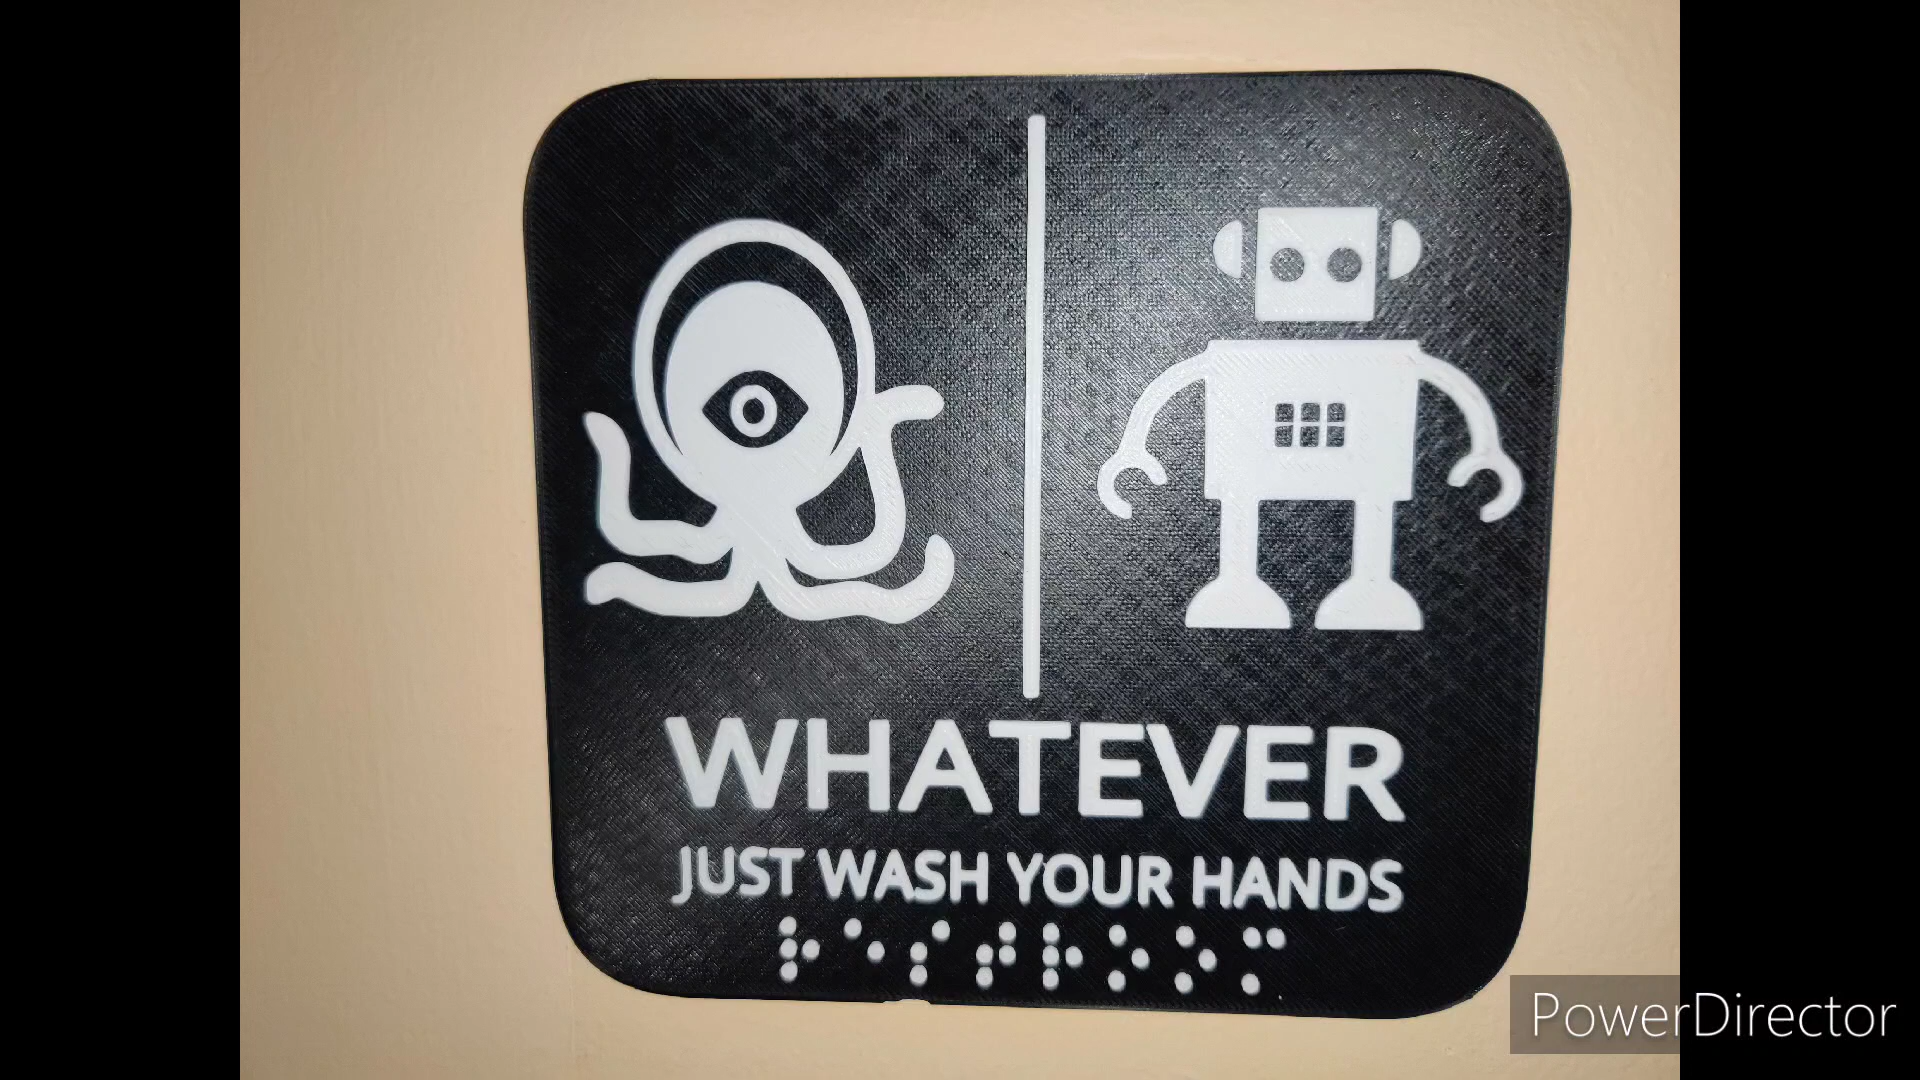 WHATEVER
JUST WASH YOUR HANDS
⠗⠑⠎⠞⠗⠕⠕⠍
PowerDirector